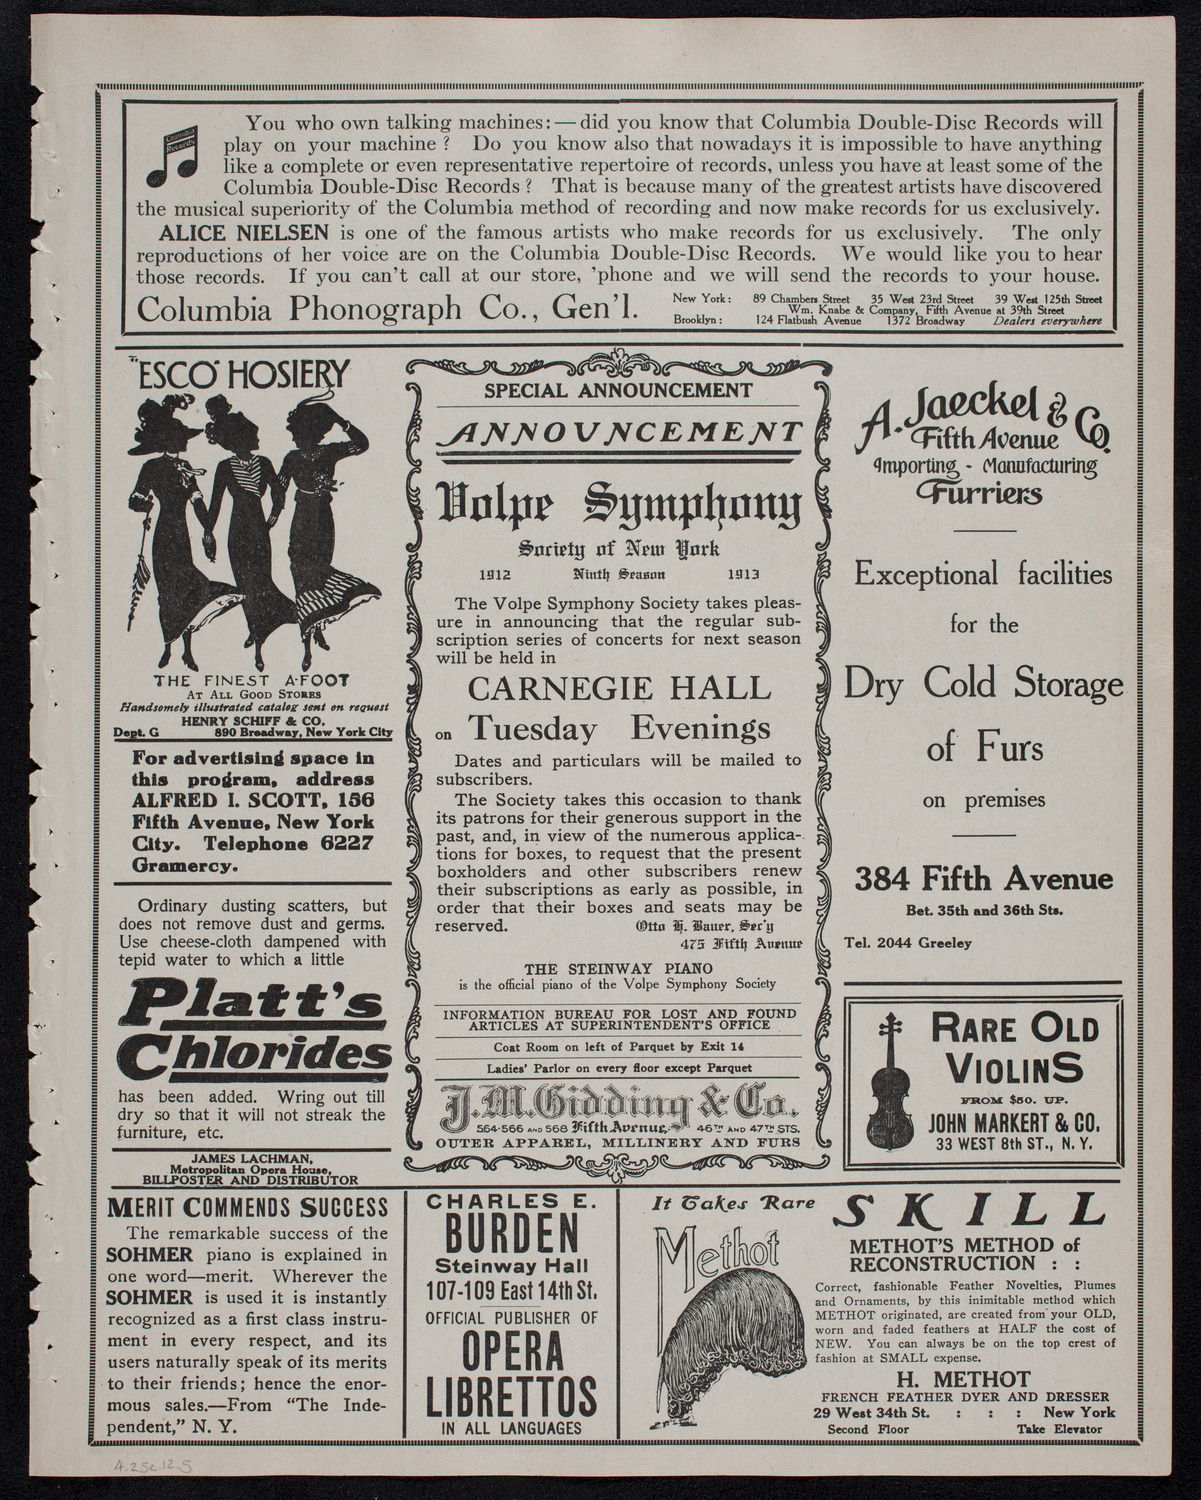 Columbia
Records
You who own talking machines:—did you know that Columbia Double-Disc Records will
play on your machine? Do you know also that nowadays it is impossible to have anything
like a complete or even representative repertoire of records, unless you have at least some of the
Columbia Double-Disc Records? That is because many of the greatest artists have discovered
the musical superiority of the Columbia method of recording and now make records for us exclusively.
ALICE NIELSEN is one of the famous artists who make records for us exclusively. The only
reproductions of her voice are on the Columbia Double-Disc Records. We would like you to hear
those records. If you can't call at our store, 'phone and we will send the records to your house.
Columbia Phonograph Co., Gen'l.
New York: 89 Chambers Street 35 West 23rd Street 39 West 125th Street
Wm. Knabe & Company, Fifth Avenue at 39th Street
Brooklyn: 124 Flatbush Avenue 1372 Broadway Dealers everywhere
"ESCO" HOSIERY
THE FINEST A-FOOT
AT ALL GOOD STORES
Handsomely illustrated catalog sent on request
HENRY SCHIFF & CO.
Dept. G 890 Broadway, New York City
For advertising space in
this program, address
ALFRED I. SCOTT, 156
Fifth Avenue, New York
City. Telephone 6227
Gramercy.
Ordinary dusting scatters, but
does not remove dust and germs.
Use cheese-cloth dampened with
tepid water to which a little
Platt's
Chlorides
has been added. Wring out till
dry so that it will not streak the
furniture, etc.
JAMES LACHMAN,
Metropolitan Opera House,
BILLPOSTER AND DISTRIBUTOR
SPECIAL ANNOUNCEMENT
ANNOVNCEMENT
Volpe Symphony
Society of New York
1912 Ninth Season 1913
The Volpe Symphony Society takes pleas-
ure in announcing that the regular sub-
scription series of concerts for next season
will be held in
CARNEGIE HALL
on Tuesday Evenings
Dates and particulars will be mailed to
subscribers.
The Society takes this occasion to thank
its patrons for their generous support in the
past, and, in view of the numerous applica-
tions for boxes, to request that the present
boxholders and other subscribers renew
their subscriptions as early as possible, in
order that their boxes and seats may be
reserved. Otto H. Bauer, Sec'y
475 Fifth Avenue
THE STEINWAY PIANO
is the official piano of the Volpe Symphony Society
INFORMATION BUREAU FOR LOST AND FOUND
ARTICLES AT SUPERINTENDENT'S OFFICE
Coat Room on left of Parquet by Exit 14
Ladies' Parlor on every floor except Parquet
J.M. Gidding & Co.
564-566 AND 568 Fifth Avenue 46TH AND 47TH STS.
OUTER APPAREL, MILLINERY AND FURS
A. Jaeckel & Co.
Fifth Avenue
Importing - Manufacturing
Furriers
Exceptional facilities
for the
Dry Cold Storage
of Furs
on premises
384 Fifth Avenue
Bet. 35th and 36th Sts.
Tel. 2044 Greeley
RARE OLD
VIOLINS
FROM $50. UP.
JOHN MARKERT & CO.
33 WEST 8th ST., N. Y.
MERIT COMMENDS SUCCESS
The remarkable success of the
SOHMER piano is explained in
one word—merit. Wherever the
SOHMER is used it is instantly
recognized as a first class instru-
ment in every respect, and its
users naturally speak of its merits
to their friends; hence the enor-
mous sales.—From "The Inde-
pendent," N. Y.
CHARLES E.
BURDEN
Steinway Hall
107-109 East 14th St.
OFFICIAL PUBLISHER OF
OPERA
LIBRETTOS
IN ALL LANGUAGES
It Takes Rare SKILL
Methot
METHOT'S METHOD of
RECONSTRUCTION : :
Correct, fashionable Feather Novelties, Plumes
and Ornaments, by this inimitable method which
METHOT originated, are created from your OLD,
worn and faded feathers at HALF the cost of
NEW. You can always be on the top crest of
fashion at SMALL expense.
H. METHOT
FRENCH FEATHER DYER AND DRESSER
29 West 34th St. : : : New York
Second Floor Take Elevator
4.25e.12.5